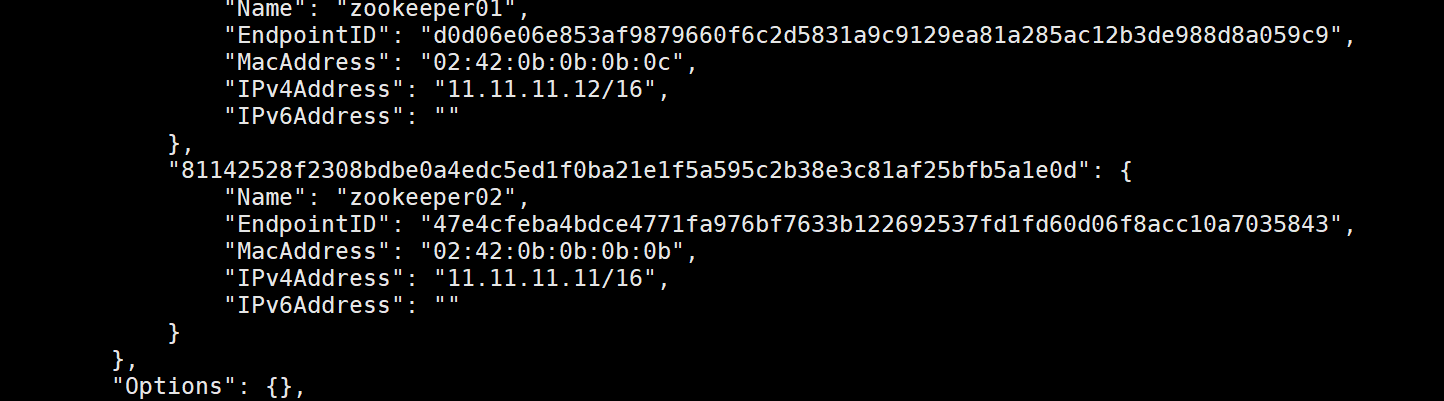 "Name": "zookeeper01",
"EndpointID": "d0d06e06e853af9879660f6c2d5831a9c9129ea81a285ac12b3de988d8a059c9",
"MacAddress": "02:42:0b:0b:0b:0c",
"IPv4Address": "11.11.11.12/16",
"IPv6Address": ""
},
"81142528f2308bdbe0a4edc5ed1f0ba21e1f5a595c2b38e3c81af25bfb5a1e0d": {
"Name": "zookeeper02",
"EndpointID": "47e4cfeba4bdce4771fa976bf7633b122692537fd1fd60d06f8acc10a7035843",
"MacAddress": "02:42:0b:0b:0b:0b",
"IPv4Address": "11.11.11.11/16",
"IPv6Address": ""
}
},
"Options": {},